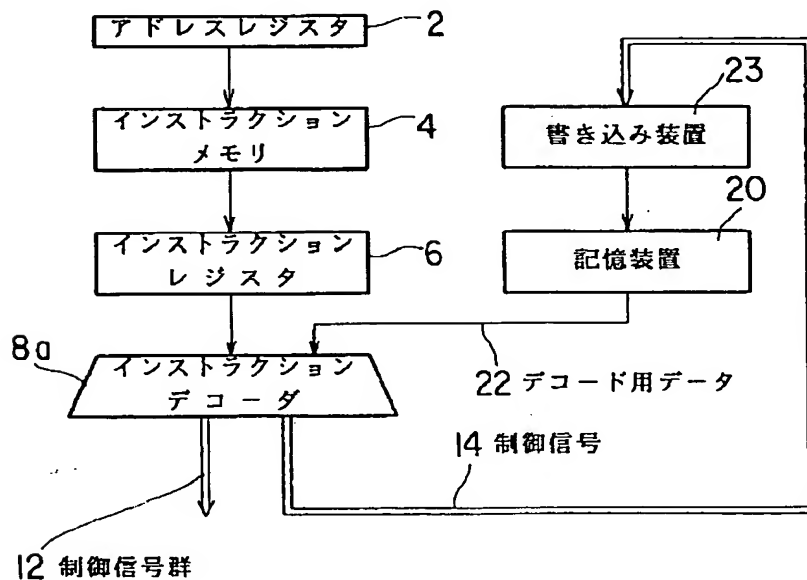 アドレスレジスタ
2
インストラクション
メモリ
4
インストラクション
レジスタ
6
インストラクション
デコーダ
8a
12 制御信号群
書き込み装置
23
記憶装置
20
22 デコード用データ
14 制御信号